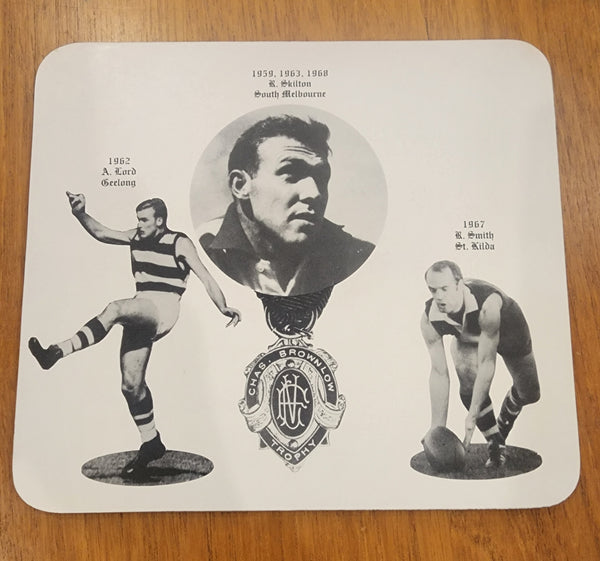 1959, 1963, 1968
R. Skilton
South Melbourne
1962
A. Lord
Geelong
1967
R. Smith
St. Kilda
CHAS. BROWNLOW
TROPHY